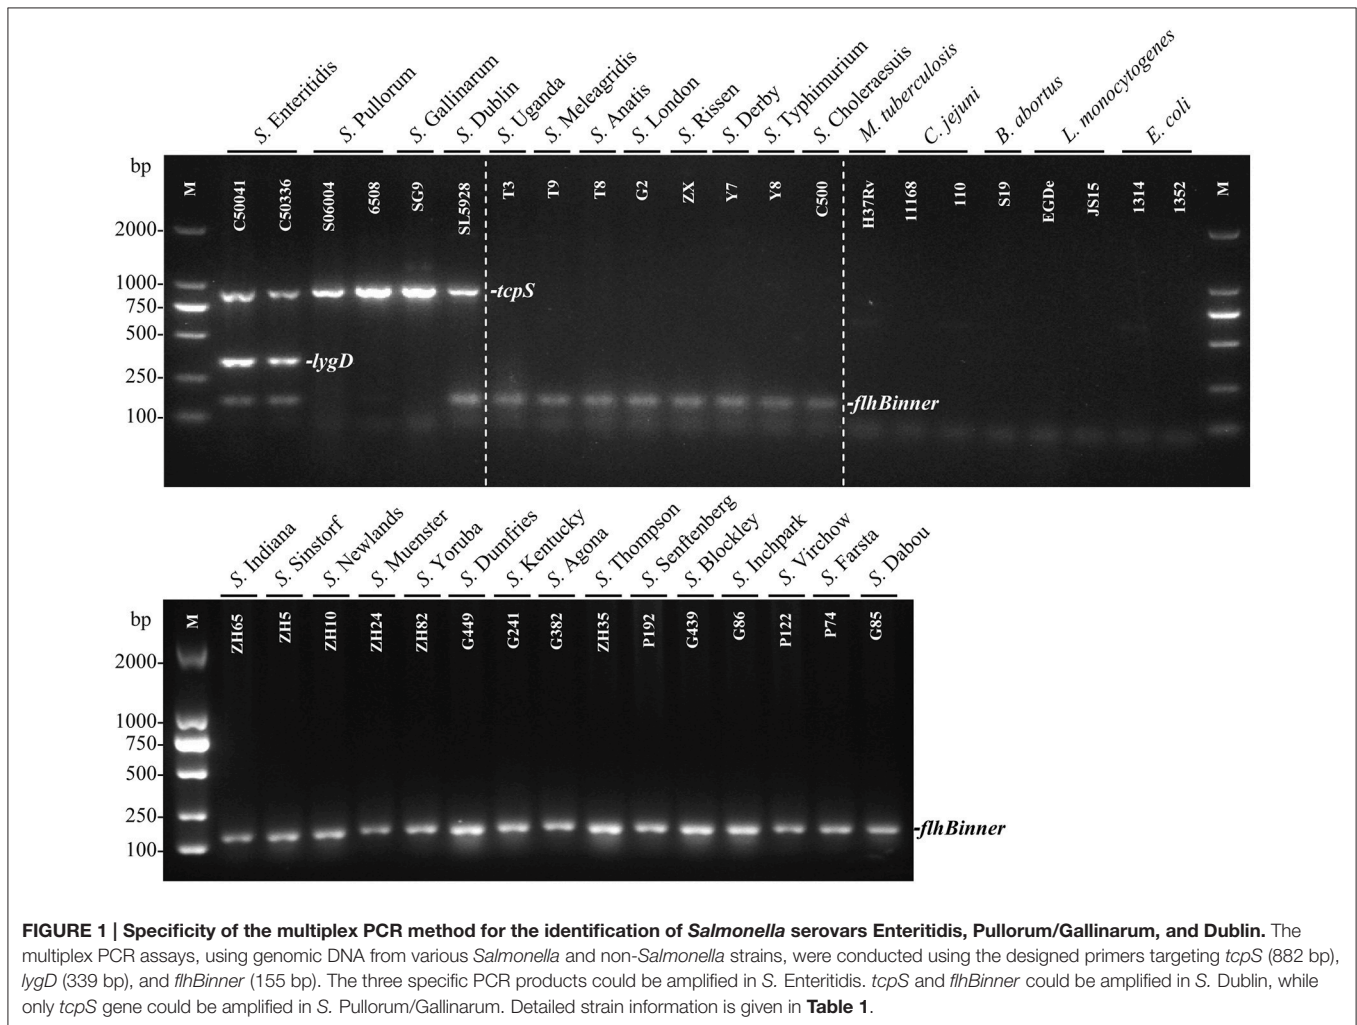 S. Enteritidis
S. Pullorum
S. Gallinarum
S. Dublin
S. Uganda
S. Meleagridis
S. Anatis
S. London
S. Rissen
S. Derby
S. Typhimurium
S. Choleraesuis
M. tuberculosis
C. jejuni
B. abortus
L. monocytogenes
E. coli
bp
M
C50041
C50336
S06004
6508
SG9
SL5928
T3
T9
T8
G2
ZX
Y7
Y8
C500
H37Rv
11168
110
S19
EGDe
JS15
1314
1352
M
2000
1000
750
500
250
100
-tcpS
-lygD
-flhBinner
S. Indiana
S. Sinstorf
S. Newlands
S. Muenster
S. Yoruba
S. Dumfries
S. Kentucky
S. Agona
S. Thompson
S. Senftenberg
S. Blockley
S. Inchpark
S. Virchow
S. Farsta
S. Dabou
bp
M
ZH65
ZH5
ZH10
ZH24
ZH82
G449
G241
G382
ZH35
P192
G439
G86
P122
P74
G85
2000
1000
750
500
250
100
-flhBinner
FIGURE 1 | Specificity of the multiplex PCR method for the identification of Salmonella serovars Enteritidis, Pullorum/Gallinarum, and Dublin. The
multiplex PCR assays, using genomic DNA from various Salmonella and non-Salmonella strains, were conducted using the designed primers targeting tcpS (882 bp),
lygD (339 bp), and flhBinner (155 bp). The three specific PCR products could be amplified in S. Enteritidis. tcpS and flhBinner could be amplified in S. Dublin, while
only tcpS gene could be amplified in S. Pullorum/Gallinarum. Detailed strain information is given in Table 1.